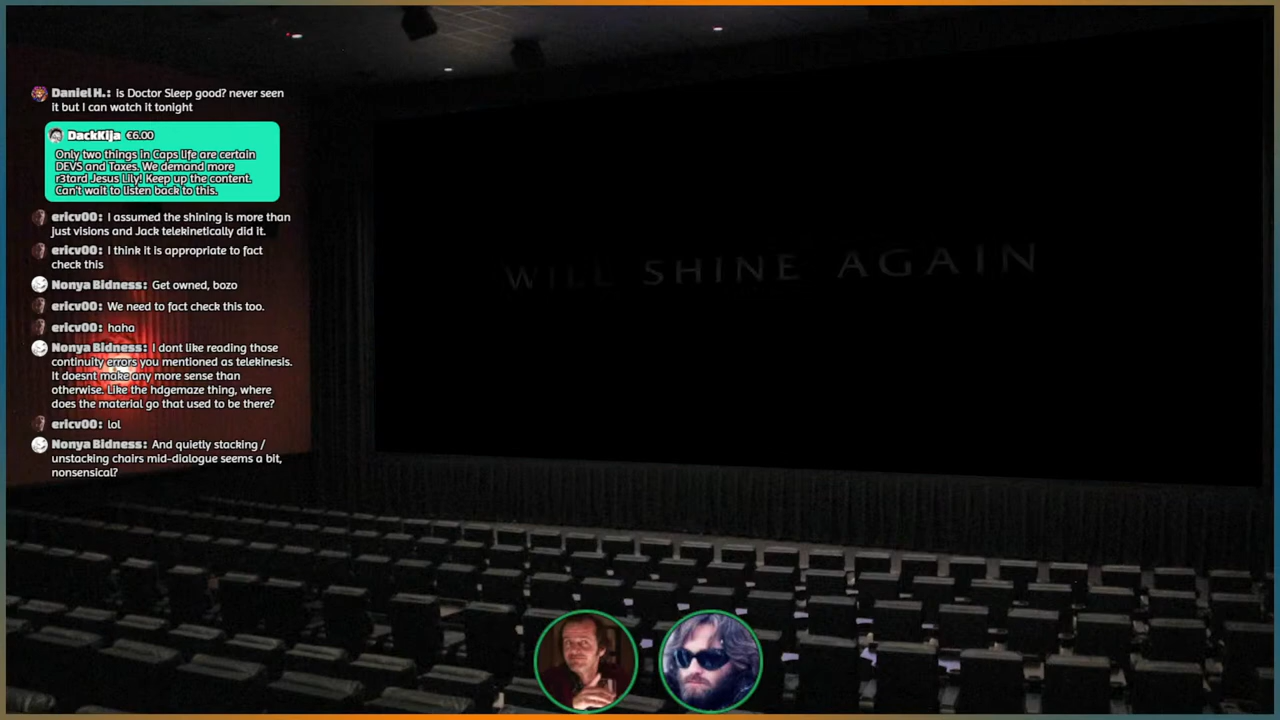 Daniel H.: is Doctor Sleep good? never seen
it but I can watch it tonight
DackKija €6.00
Only two things in Caps life are certain
DEVS and Taxes. We demand more
r3tard Jesus Lily! Keep up the content.
Can't wait to listen back to this.
ericv00: I assumed the shining is more than
just visions and Jack telekinetically did it.
ericv00: I think it is appropriate to fact
check this
Nonya Bidness: Get owned, bozo
ericv00: We need to fact check this too.
ericv00: haha
Nonya Bidness: I dont like reading those
continuity errors you mentioned as telekinesis.
It doesnt make any more sense than
otherwise. Like the hdgemaze thing, where
does the material go that used to be there?
ericv00: lol
Nonya Bidness: And quietly stacking /
unstacking chairs mid-dialogue seems a bit,
nonsensical?
WILL SHINE AGAIN